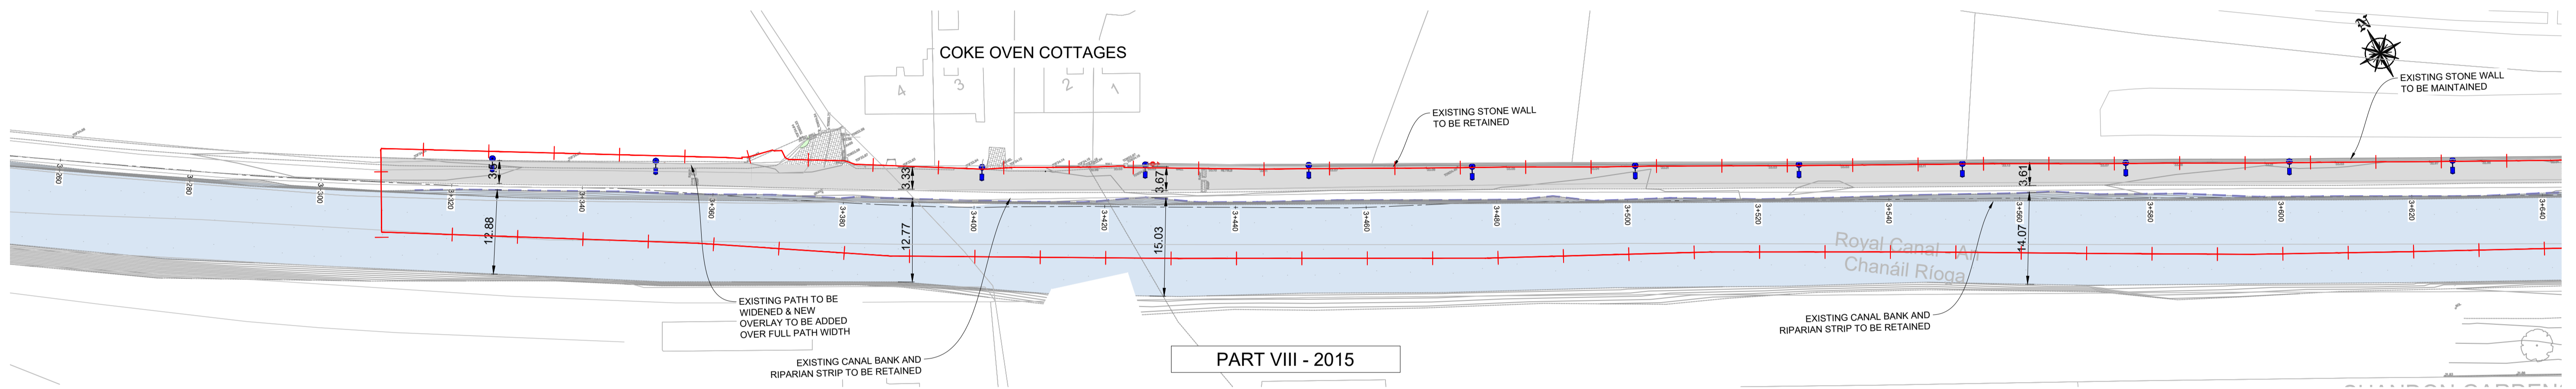 COKE OVEN COTTAGES
4
3
2
1
N
EXISTING STONE WALL
TO BE RETAINED
EXISTING STONE WALL
TO BE MAINTAINED
3.5
3.33
3.67
3.61
12.88
12.77
15.03
14.07
3+260
3+280
3+300
3+320
3+340
3+360
3+380
3+400
3+420
3+440
3+460
3+480
3+500
3+520
3+540
3+560
3+580
3+600
3+620
3+640
Royal Canal - An
Chanáil Ríoga
EXISTING PATH TO BE
WIDENED & NEW
OVERLAY TO BE ADDED
OVER FULL PATH WIDTH
EXISTING CANAL BANK AND
RIPARIAN STRIP TO BE RETAINED
EXISTING CANAL BANK AND
RIPARIAN STRIP TO BE RETAINED
PART VIII - 2015